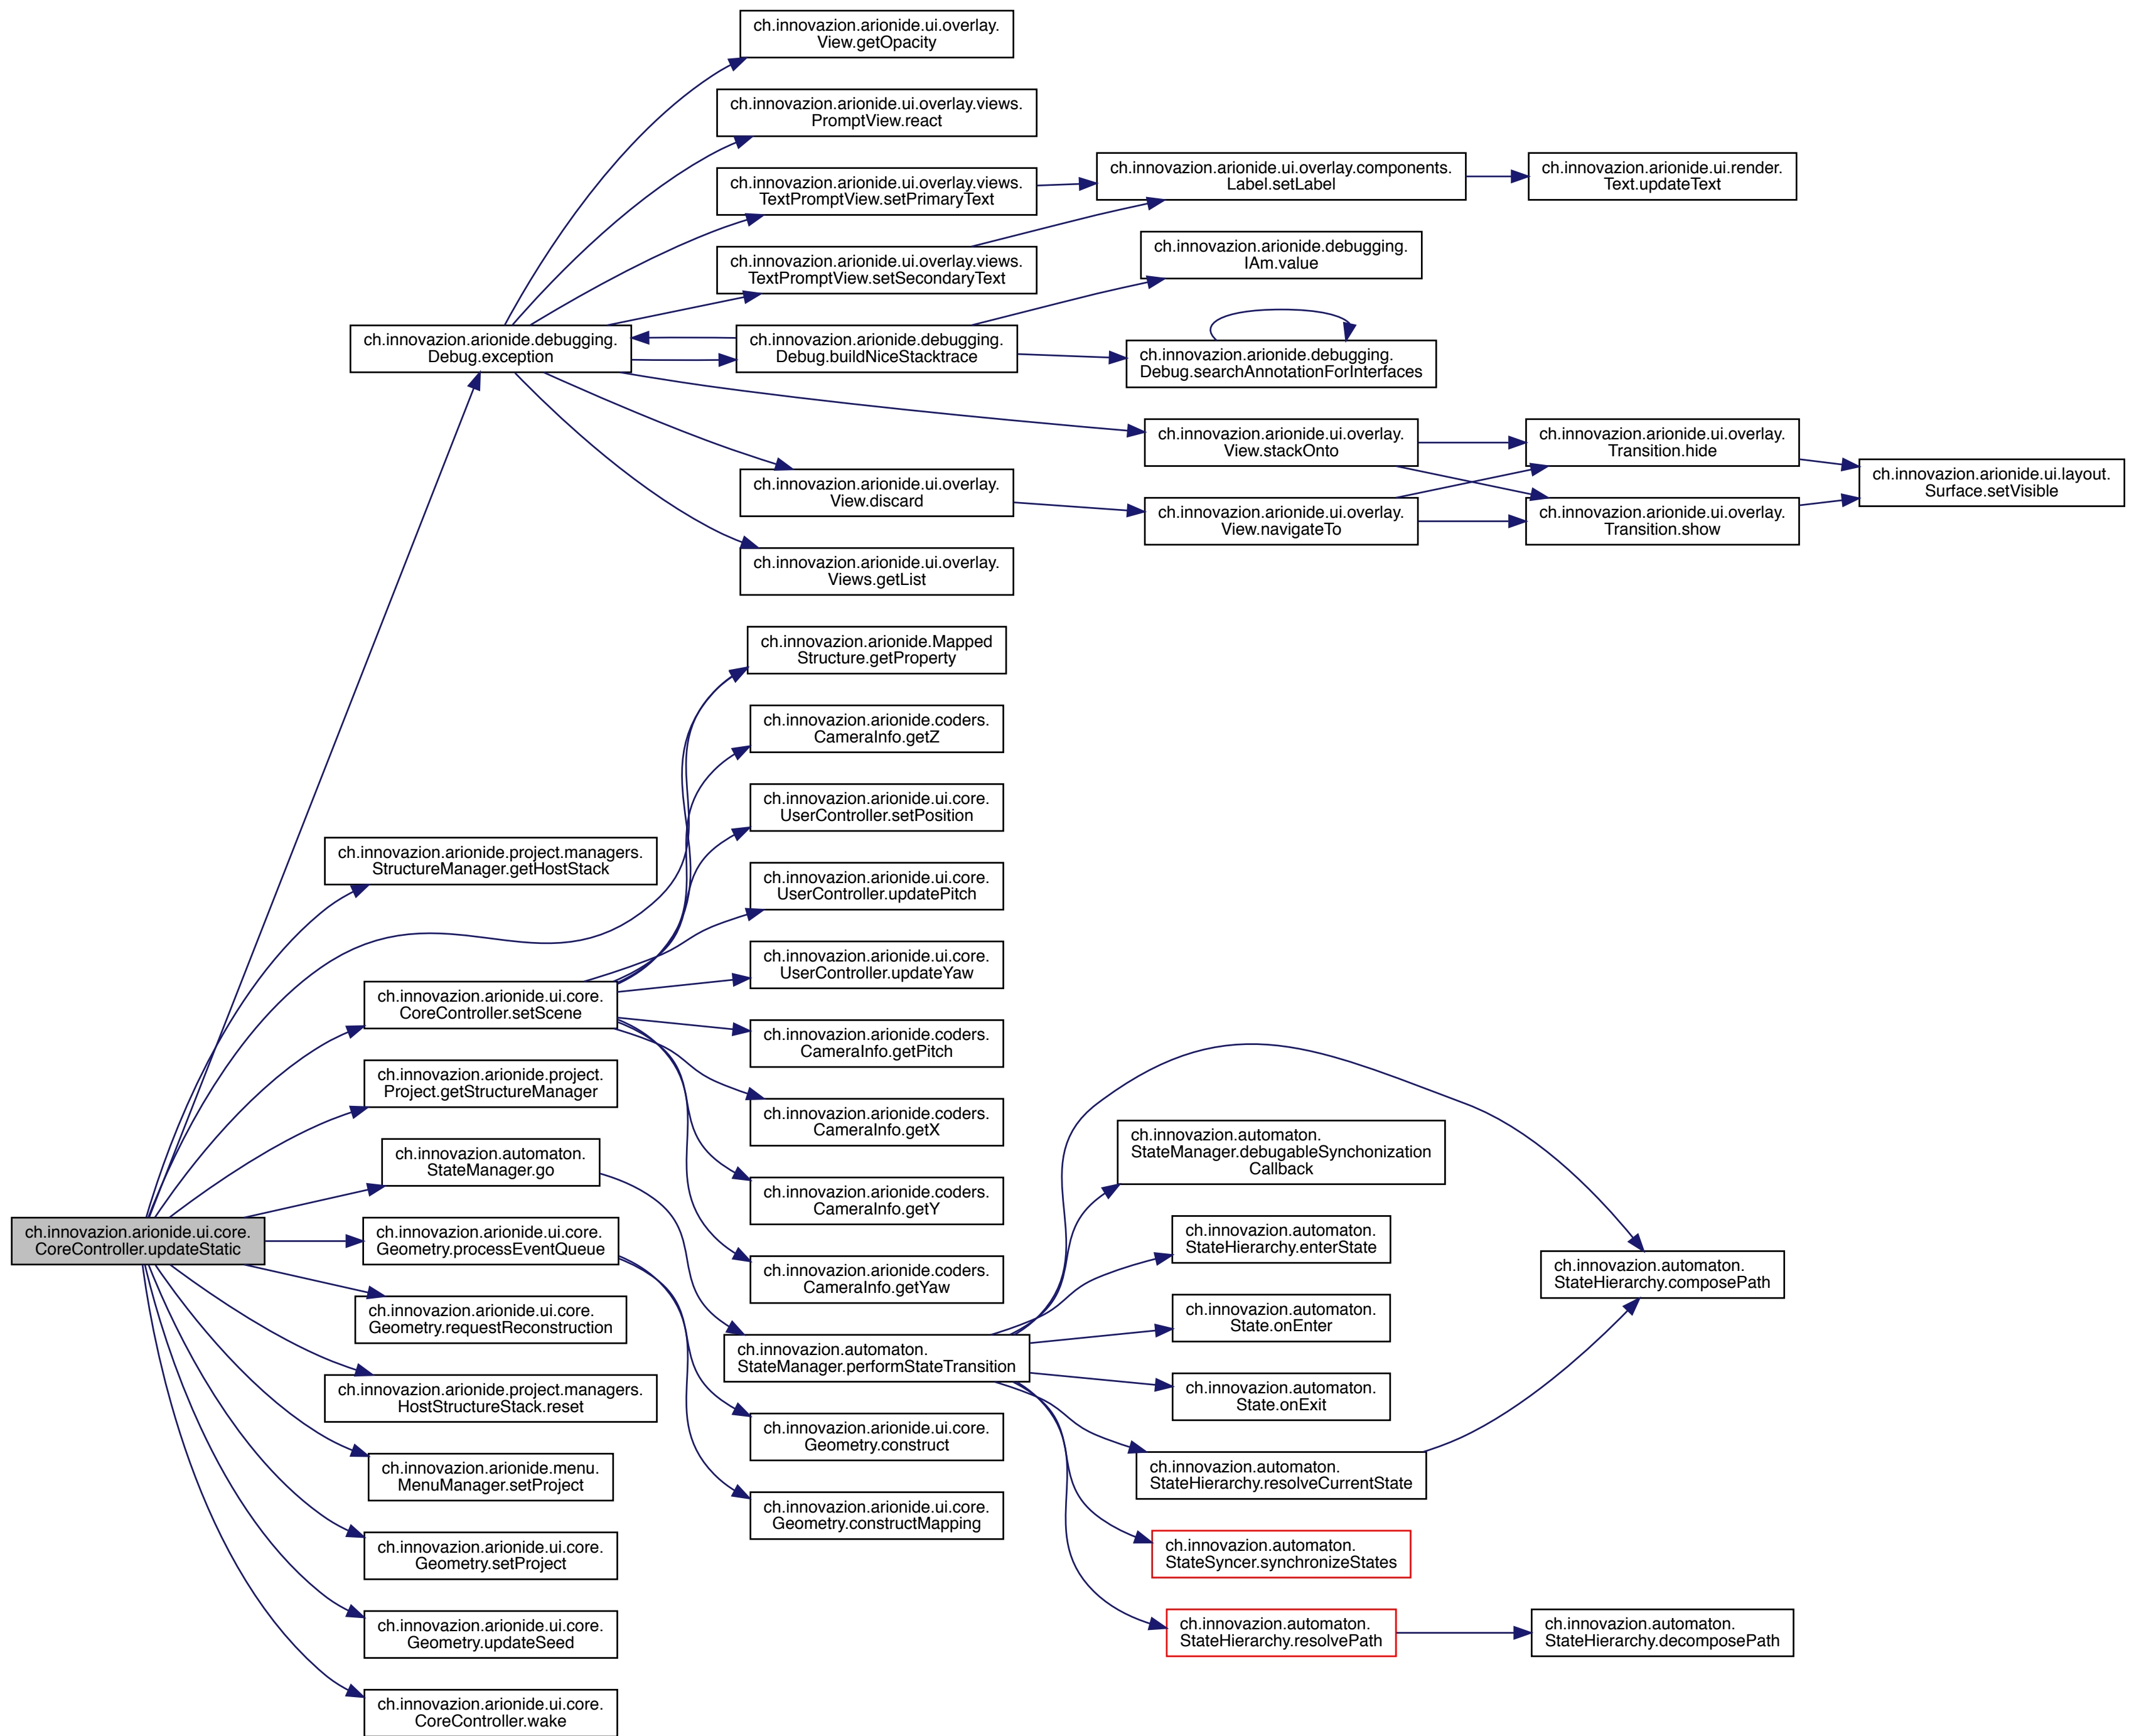 ch.innovazion.arionide.ui.overlay.
View.getOpacity
ch.innovazion.arionide.ui.overlay.views.
PromptView.react
ch.innovazion.arionide.ui.overlay.views.
TextPromptView.setPrimaryText
ch.innovazion.arionide.ui.overlay.components.
Label.setLabel
ch.innovazion.arionide.ui.render.
Text.updateText
ch.innovazion.arionide.ui.overlay.views.
TextPromptView.setSecondaryText
ch.innovazion.arionide.debugging.
IAm.value
ch.innovazion.arionide.debugging.
Debug.exception
ch.innovazion.arionide.debugging.
Debug.buildNiceStacktrace
ch.innovazion.arionide.debugging.
Debug.searchAnnotationForInterfaces
ch.innovazion.arionide.ui.overlay.
View.stackOnto
ch.innovazion.arionide.ui.overlay.
Transition.hide
ch.innovazion.arionide.ui.layout.
Surface.setVisible
ch.innovazion.arionide.ui.overlay.
View.discard
ch.innovazion.arionide.ui.overlay.
View.navigateTo
ch.innovazion.arionide.ui.overlay.
Transition.show
ch.innovazion.arionide.ui.overlay.
Views.getList
ch.innovazion.arionide.Mapped
Structure.getProperty
ch.innovazion.arionide.coders.
CameraInfo.getZ
ch.innovazion.arionide.ui.core.
UserController.setPosition
ch.innovazion.arionide.project.managers.
StructureManager.getHostStack
ch.innovazion.arionide.ui.core.
UserController.updatePitch
ch.innovazion.arionide.ui.core.
UserController.updateYaw
ch.innovazion.arionide.ui.core.
CoreController.setScene
ch.innovazion.arionide.coders.
CameraInfo.getPitch
ch.innovazion.arionide.project.
Project.getStructureManager
ch.innovazion.arionide.coders.
CameraInfo.getX
ch.innovazion.automaton.
StateManager.go
ch.innovazion.automaton.
StateManager.debugableSynchonization
Callback
ch.innovazion.arionide.coders.
CameraInfo.getY
ch.innovazion.arionide.ui.core.
CoreController.updateStatic
ch.innovazion.arionide.ui.core.
Geometry.processEventQueue
ch.innovazion.automaton.
StateHierarchy.enterState
ch.innovazion.arionide.coders.
CameraInfo.getYaw
ch.innovazion.automaton.
StateHierarchy.composePath
ch.innovazion.arionide.ui.core.
Geometry.requestReconstruction
ch.innovazion.automaton.
State.onEnter
ch.innovazion.automaton.
StateManager.performStateTransition
ch.innovazion.arionide.project.managers.
HostStructureStack.reset
ch.innovazion.automaton.
State.onExit
ch.innovazion.arionide.ui.core.
Geometry.construct
ch.innovazion.arionide.menu.
MenuManager.setProject
ch.innovazion.automaton.
StateHierarchy.resolveCurrentState
ch.innovazion.arionide.ui.core.
Geometry.constructMapping
ch.innovazion.arionide.ui.core.
Geometry.setProject
ch.innovazion.automaton.
StateSyncer.synchronizeStates
ch.innovazion.arionide.ui.core.
Geometry.updateSeed
ch.innovazion.automaton.
StateHierarchy.resolvePath
ch.innovazion.automaton.
StateHierarchy.decomposePath
ch.innovazion.arionide.ui.core.
CoreController.wake